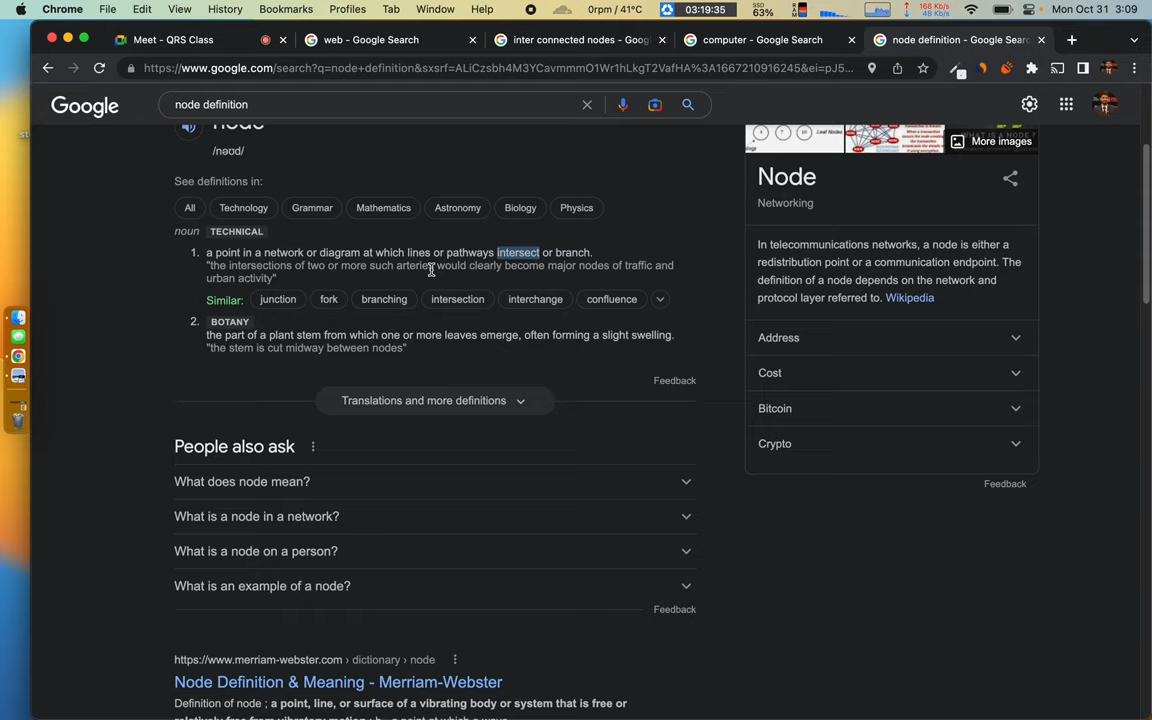 Chrome File Edit View History Bookmarks Profiles Tab Window Help 0rpm / 41°C 03:19:35 SSD 63% 166 Kb/s 48 Kb/s Mon Oct 31 3:09
Meet - QRS Class
web - Google Search
inter connected nodes - Goog
computer - Google Search
node definition - Google Searc
https://www.google.com/search?q=node+definition&sxsrf=ALiCzsbh4M3YCavmmmO1Wr1hLkgT2VafHA%3A1667210916245&ei=pJ5...
Google
node definition
node
/nəʊd/
See definitions in:
All Technology Grammar Mathematics Astronomy Biology Physics
noun TECHNICAL
1. a point in a network or diagram at which lines or pathways intersect or branch.
"the intersections of two or more such arteries would clearly become major nodes of traffic and
urban activity"
Similar: junction fork branching intersection interchange confluence
2. BOTANY
the part of a plant stem from which one or more leaves emerge, often forming a slight swelling.
"the stem is cut midway between nodes"
Feedback
Translations and more definitions
People also ask
What does node mean?
What is a node in a network?
What is a node on a person?
What is an example of a node?
Feedback
https://www.merriam-webster.com › dictionary › node
Node Definition & Meaning - Merriam-Webster
Definition of node ; a point, line, or surface of a vibrating body or system that is free or
More images
Node
Networking
In telecommunications networks, a node is either a
redistribution point or a communication endpoint. The
definition of a node depends on the network and
protocol layer referred to. Wikipedia
Address
Cost
Bitcoin
Crypto
Feedback